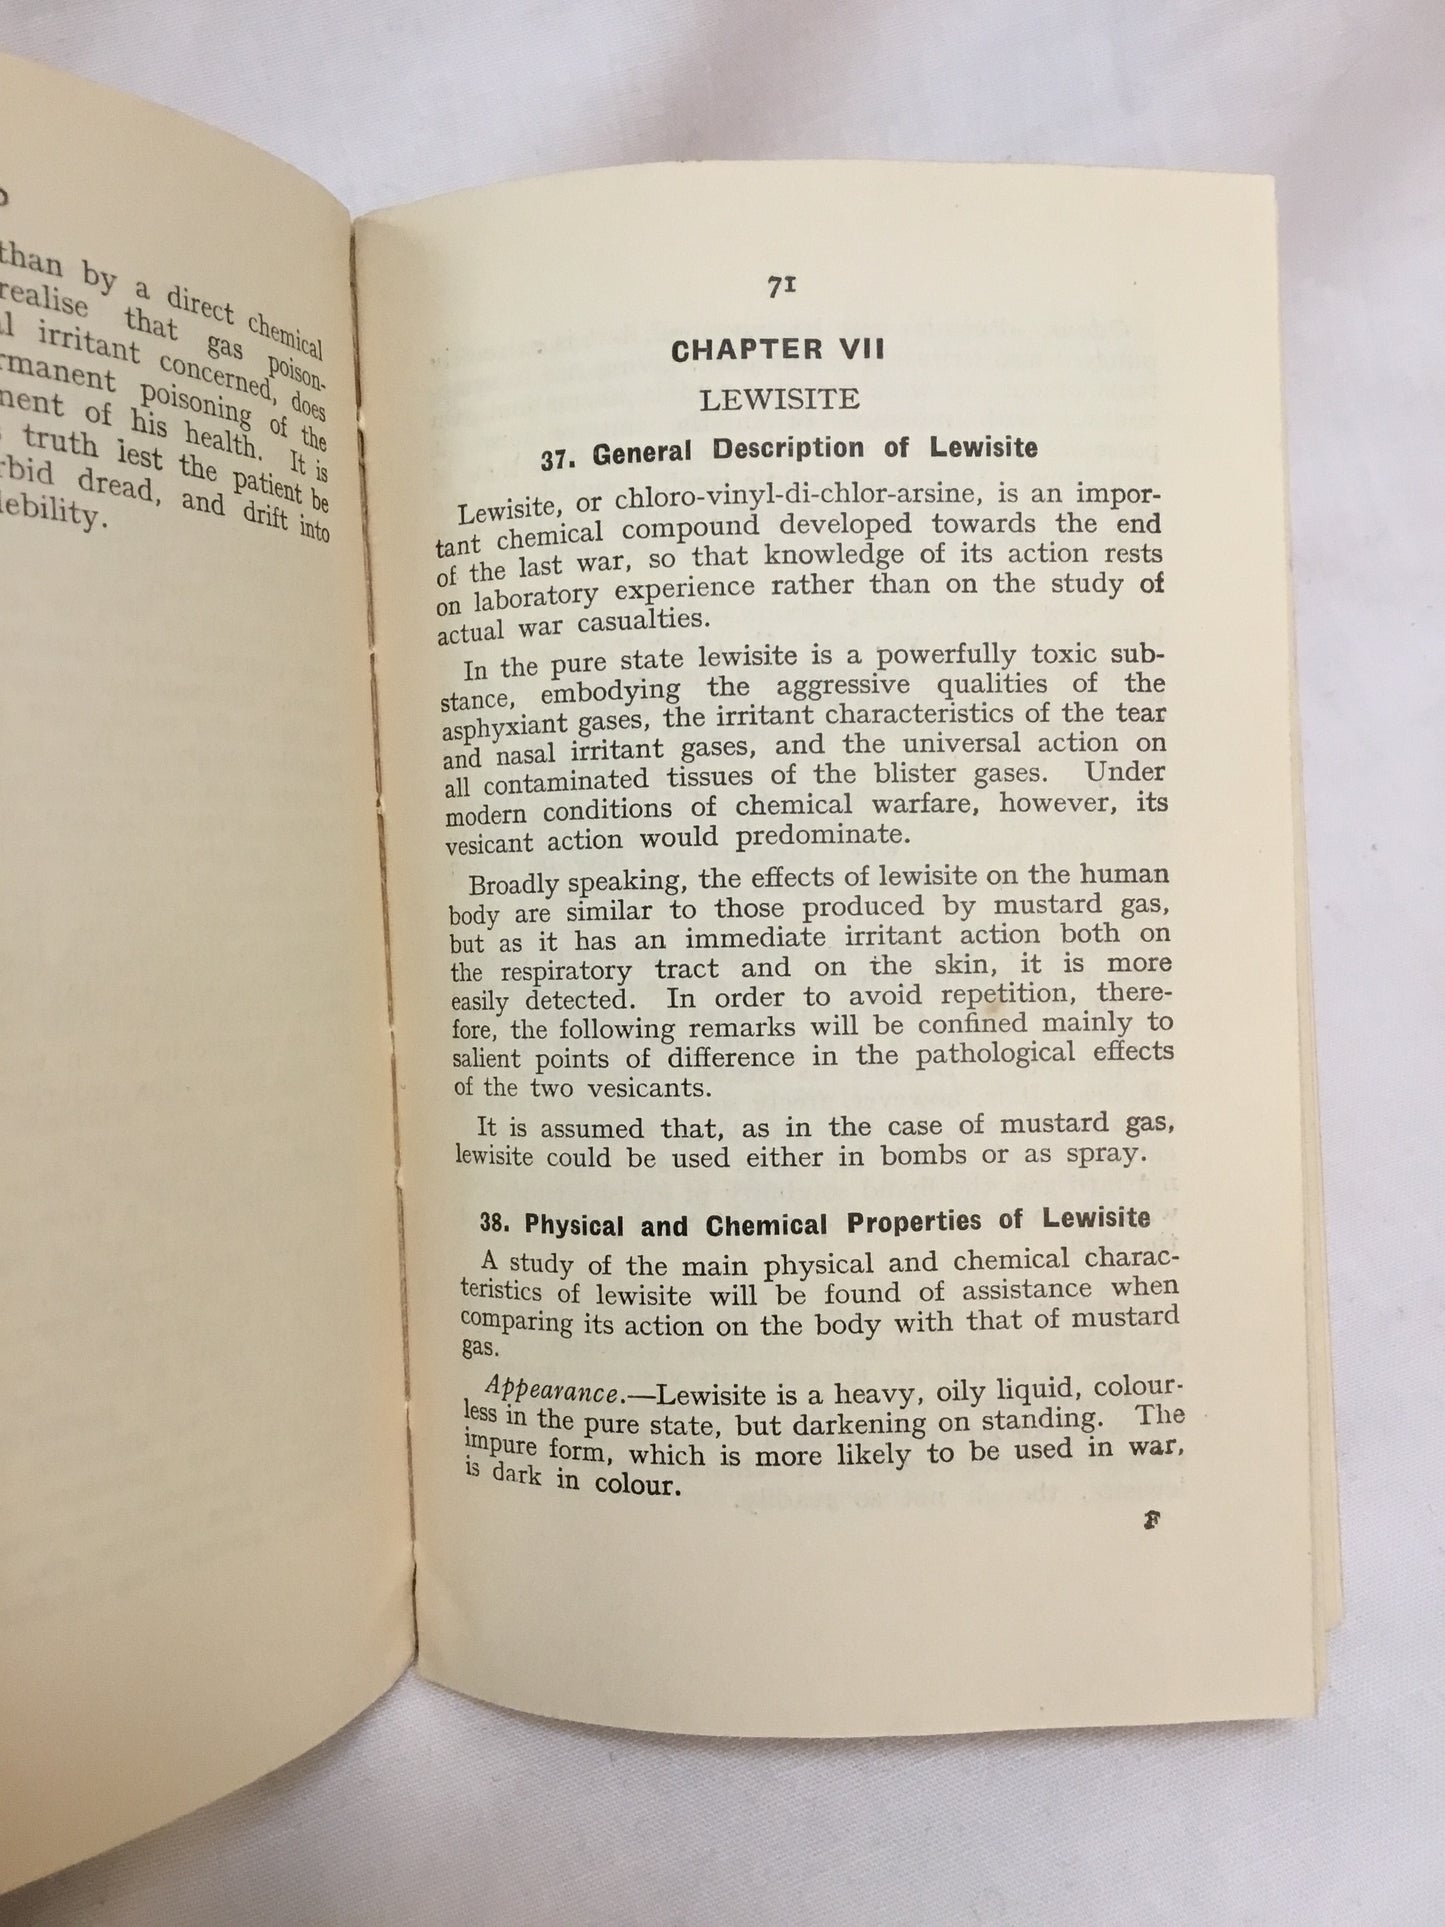 than by a direct chemical
realise that gas poison-
irritant concerned, does
poisoning of the
of his health. It is
truth lest the patient be
dread, and drift into
71
CHAPTER VII
LEWISITE
37. General Description of Lewisite
Lewisite, or chloro-vinyl-di-chlor-arsine, is an impor-
tant chemical compound developed towards the end
of the last war, so that knowledge of its action rests
on laboratory experience rather than on the study of
actual war casualties.
In the pure state lewisite is a powerfully toxic sub-
stance, embodying the aggressive qualities of the
asphyxiant gases, the irritant characteristics of the tear
and nasal irritant gases, and the universal action on
all contaminated tissues of the blister gases. Under
modern conditions of chemical warfare, however, its
vesicant action would predominate.
Broadly speaking, the effects of lewisite on the human
body are similar to those produced by mustard gas,
but as it has an immediate irritant action both on
the respiratory tract and on the skin, it is more
easily detected. In order to avoid repetition, there-
fore, the following remarks will be confined mainly to
salient points of difference in the pathological effects
of the two vesicants.
It is assumed that, as in the case of mustard gas,
lewisite could be used either in bombs or as spray.
38. Physical and Chemical Properties of Lewisite
A study of the main physical and chemical charac-
teristics of lewisite will be found of assistance when
comparing its action on the body with that of mustard
gas.
Appearance.—Lewisite is a heavy, oily liquid, colour-
less in the pure state, but darkening on standing. The
impure form, which is more likely to be used in war,
is dark in colour.
F